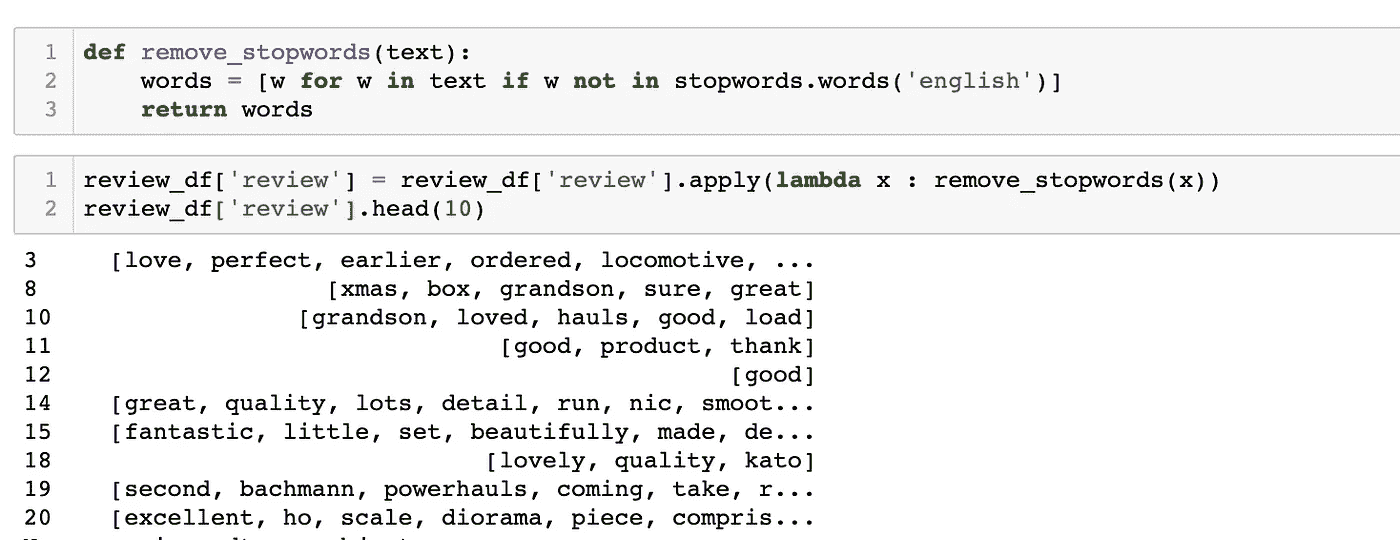 1 def remove_stopwords(text):
2 words = [w for w in text if w not in stopwords.words('english')]
3 return words
1 review_df['review'] = review_df['review'].apply(lambda x : remove_stopwords(x))
2 review_df['review'].head(10)
3 [love, perfect, earlier, ordered, locomotive, ...
8 [xmas, box, grandson, sure, great]
10 [grandson, loved, hauls, good, load]
11 [good, product, thank]
12 [good]
14 [great, quality, lots, detail, run, nic, smoot...
15 [fantastic, little, set, beautifully, made, de...
18 [lovely, quality, kato]
19 [second, bachmann, powerhauls, coming, take, r...
20 [excellent, ho, scale, diorama, piece, compris...